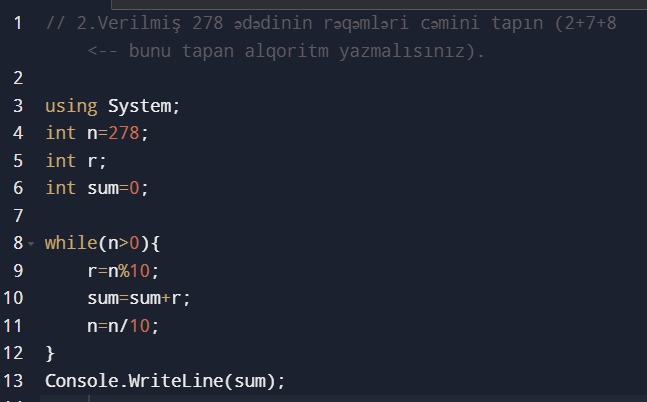 1 // 2.Verilmiş 278 ədədinin rəqəmləri cəmini tapın (2+7+8
<-- bunu tapan alqoritm yazmalısınız).
2
3 using System;
4 int n=278;
5 int r;
6 int sum=0;
7
8 while(n>0){
9 r=n%10;
10 sum=sum+r;
11 n=n/10;
12 }
13 Console.WriteLine(sum);